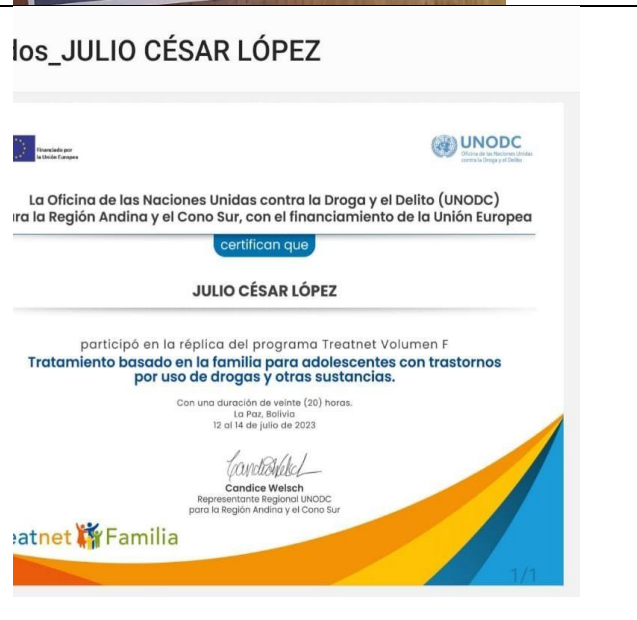 los_JULIO CÉSAR LÓPEZ
Financiado por
la Unión Europea
UNODC
Oficina de las Naciones Unidas
contra la Droga y el Delito
La Oficina de las Naciones Unidas contra la Droga y el Delito (UNODC)
ra la Región Andina y el Cono Sur, con el financiamiento de la Unión Europea
certifican que
JULIO CÉSAR LÓPEZ
participó en la réplica del programa Treatnet Volumen F
Tratamiento basado en la familia para adolescentes con trastornos
por uso de drogas y otras sustancias.
Con una duración de veinte (20) horas.
La Paz, Bolivia
12 al 14 de julio de 2023
Candice Welsch
Representante Regional UNODC
para la Región Andina y el Cono Sur
eatnet Familia
1/1